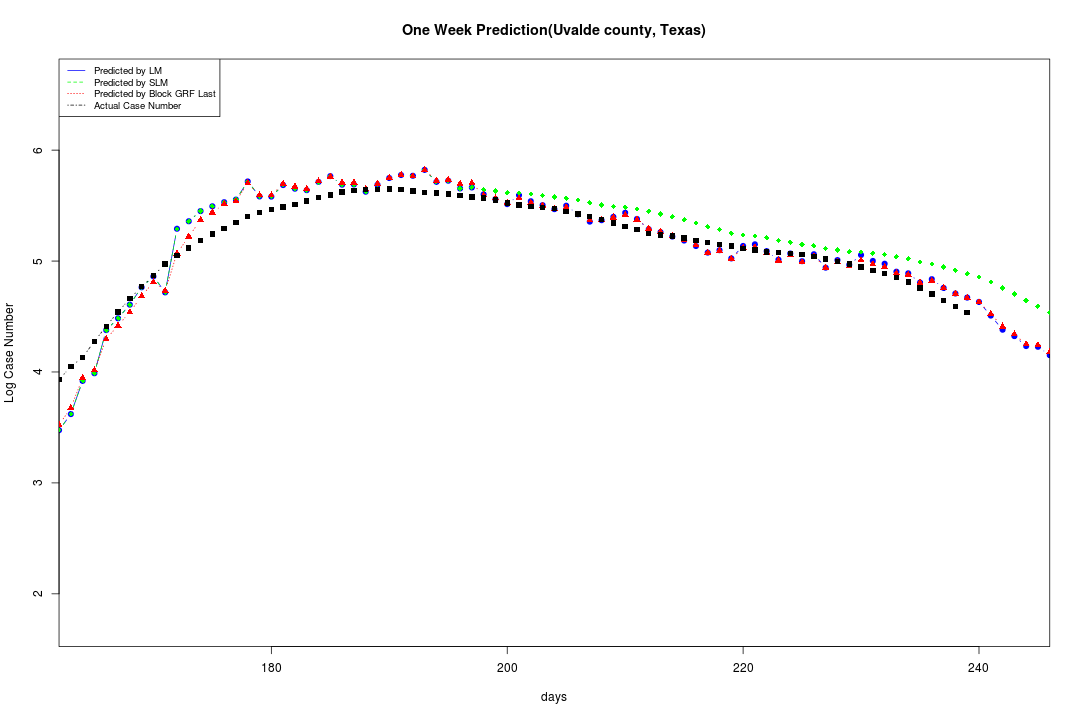 One Week Prediction(Uvalde county, Texas)
Predicted by LM
Predicted by SLM
Predicted by Block GRF Last
Actual Case Number
6
5
4
3
2
Log Case Number
180
200
220
240
days